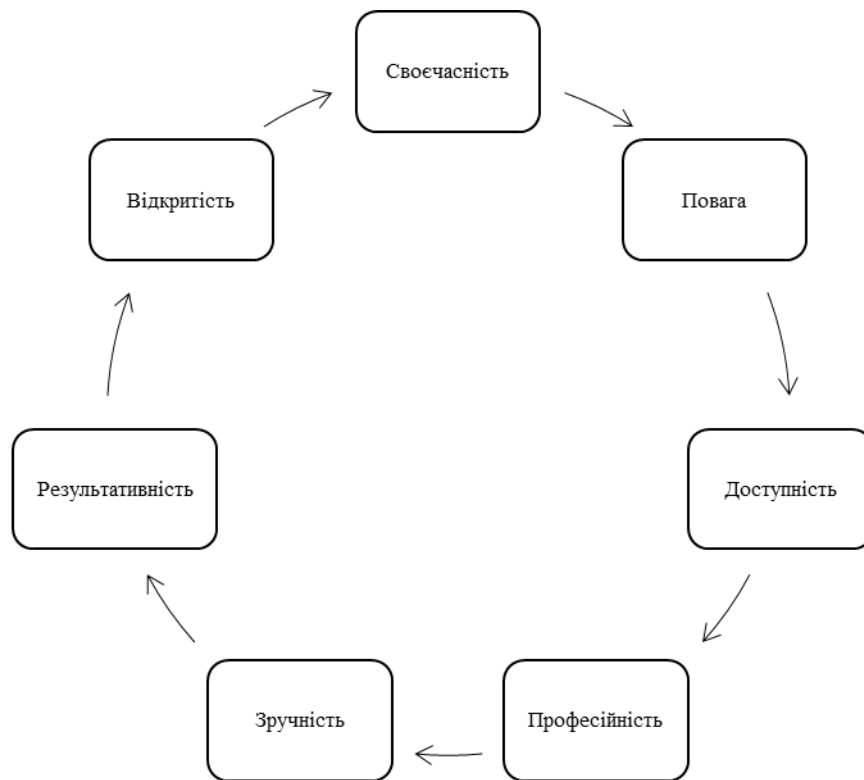 Своєчасність
Повага
Доступність
Професійність
Зручність
Результативність
Відкритість